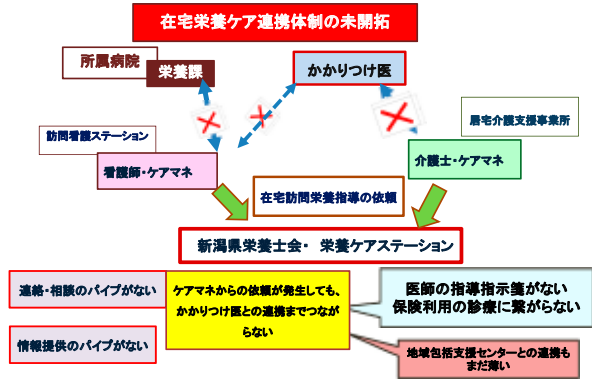 在宅栄養ケア連携体制の未開拓
所属病院
栄養課
かかりつけ医
訪問看護ステーション
看護師・ケアマネ
居宅介護支援事業所
介護士・ケアマネ
在宅訪問栄養指導の依頼
新潟県栄養士会・ 栄養ケアステーション
連絡・相談のパイプがない
情報提供のパイプがない
ケアマネからの依頼が発生しても、
かかりつけ医との連携までつなが
らない
医師の指導指示箋がない
保険利用の診療に繋がらない
地域包括支援センターとの連携も
まだ薄い